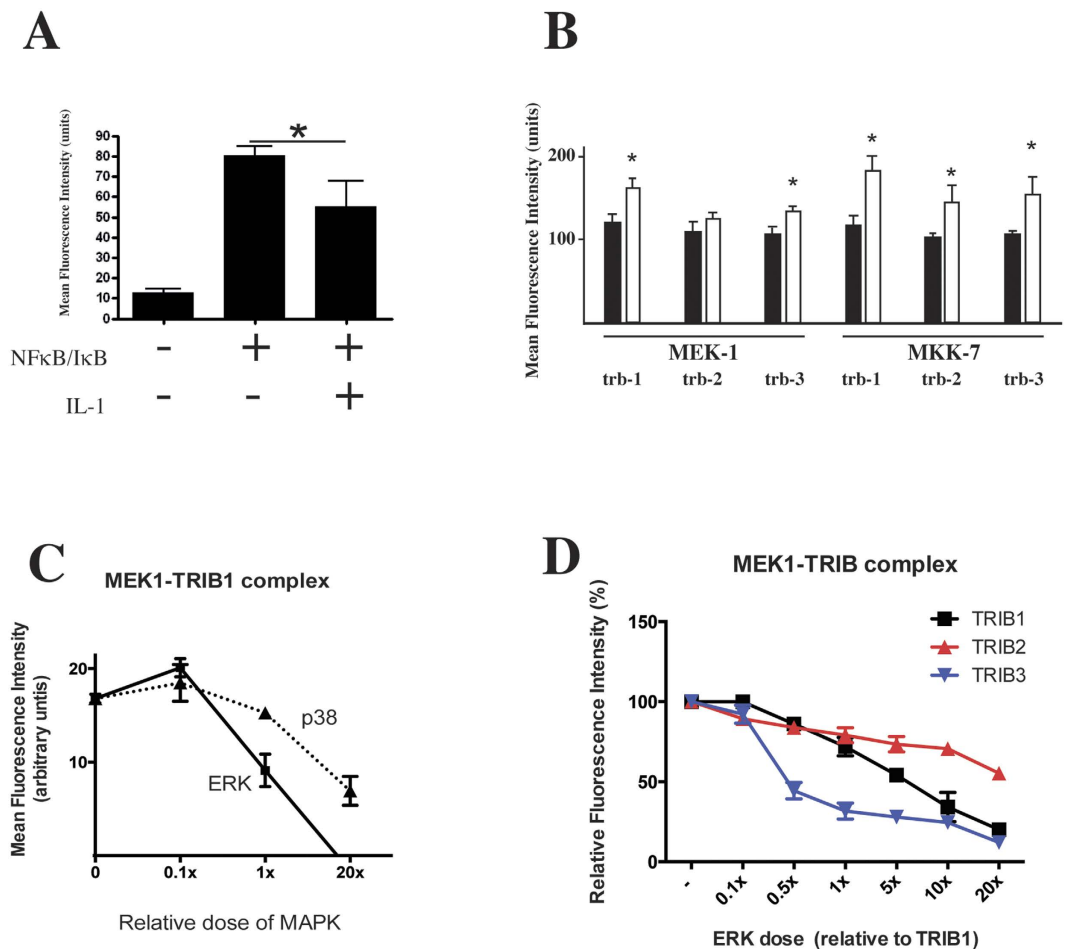 A
Mean Fluorescence Intensity (units)
90
80
70
60
50
40
30
20
10
0
*
NFκB/IκB - + +
IL-1 - - +
B
Mean Fluorescence Intensity (units)
200
100
* * * * *
MEK-1 MKK-7
trb-1 trb-2 trb-3 trb-1 trb-2 trb-3
C
MEK1-TRIB1 complex
Mean Fluorescence Intensity
(arbitrary untis)
20
10
p38
ERK
0 0.1x 1x 20x
Relative dose of MAPK
D
MEK1-TRIB complex
Relative Fluorescence Intensity (%)
150
100
50
0
TRIB1
TRIB2
TRIB3
- 0.1x 0.5x 1x 5x 10x 20x
ERK dose (relative to TRIB1)